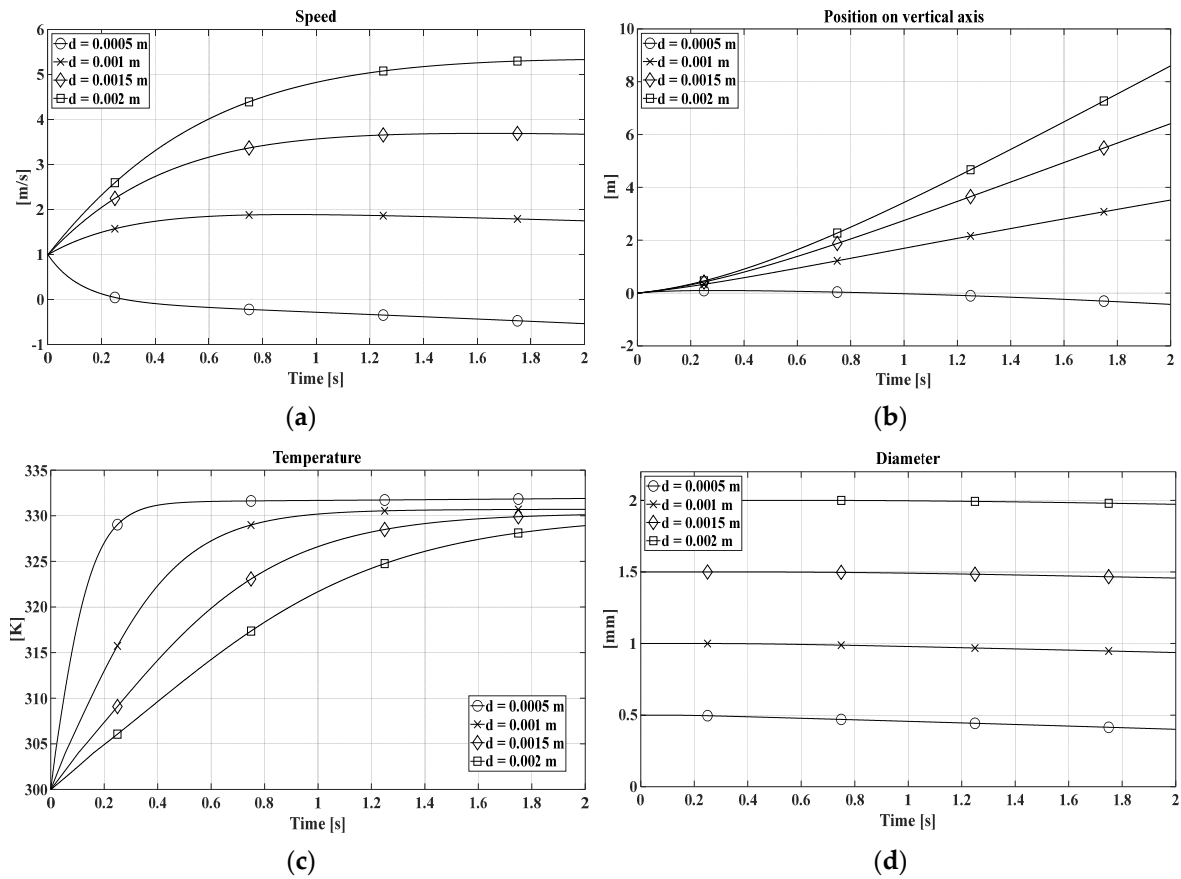 Speed
6
5
4
3
2
1
0
-1
[m/s]
d = 0.0005 m
d = 0.001 m
d = 0.0015 m
d = 0.002 m
0 0.2 0.4 0.6 0.8 1 1.2 1.4 1.6 1.8 2
Time [s]
(a)
Position on vertical axis
10
8
6
4
2
0
-2
[m]
d = 0.0005 m
d = 0.001 m
d = 0.0015 m
d = 0.002 m
0 0.2 0.4 0.6 0.8 1 1.2 1.4 1.6 1.8 2
Time [s]
(b)
Temperature
335
330
325
320
315
310
305
300
[K]
d = 0.0005 m
d = 0.001 m
d = 0.0015 m
d = 0.002 m
0 0.2 0.4 0.6 0.8 1 1.2 1.4 1.6 1.8 2
Time [s]
(c)
Diameter
2
1.5
1
0.5
0
[mm]
d = 0.0005 m
d = 0.001 m
d = 0.0015 m
d = 0.002 m
0 0.2 0.4 0.6 0.8 1 1.2 1.4 1.6 1.8 2
Time [s]
(d)